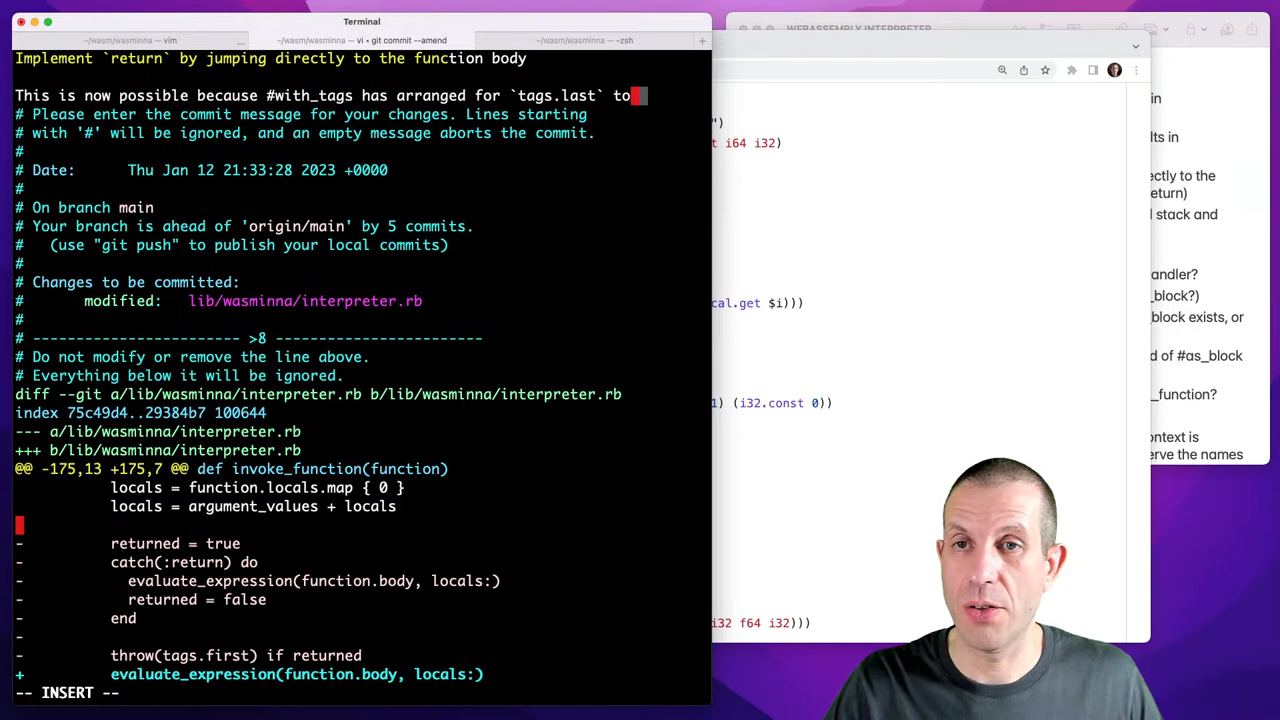 Terminal
~/wasm/wasminna — vim
...
~/wasm/wasminna — vi • git commit --amend
~/wasm/wasminna — -zsh
+
Implement `return` by jumping directly to the function body
This is now possible because #with_tags has arranged for `tags.last` to
# Please enter the commit message for your changes. Lines starting
# with '#' will be ignored, and an empty message aborts the commit.
#
# Date:      Thu Jan 12 21:33:28 2023 +0000
#
# On branch main
# Your branch is ahead of 'origin/main' by 5 commits.
#   (use "git push" to publish your local commits)
#
# Changes to be committed:
#       modified:   lib/wasminna/interpreter.rb
#
# ------------------------ >8 ------------------------
# Do not modify or remove the line above.
# Everything below it will be ignored.
diff --git a/lib/wasminna/interpreter.rb b/lib/wasminna/interpreter.rb
index 75c49d4..29384b7 100644
--- a/lib/wasminna/interpreter.rb
+++ b/lib/wasminna/interpreter.rb
@@ -175,13 +175,7 @@ def invoke_function(function)
           locals = function.locals.map { 0 }
           locals = argument_values + locals
-          returned = true
-          catch(:return) do
-            evaluate_expression(function.body, locals:)
-            returned = false
-          end
-
-          throw(tags.first) if returned
+          evaluate_expression(function.body, locals:)
-- INSERT --
WEBASSEMBLY INTERPRETER
")
t i64 i32)
cal.get $i)))
1) (i32.const 0))
i32 f64 i32)))
in
lts in
ectly to the
return)
l stack and
andler?
_block?)
_block exists, or
d of #as_block
_function?
ontext is
erve the names